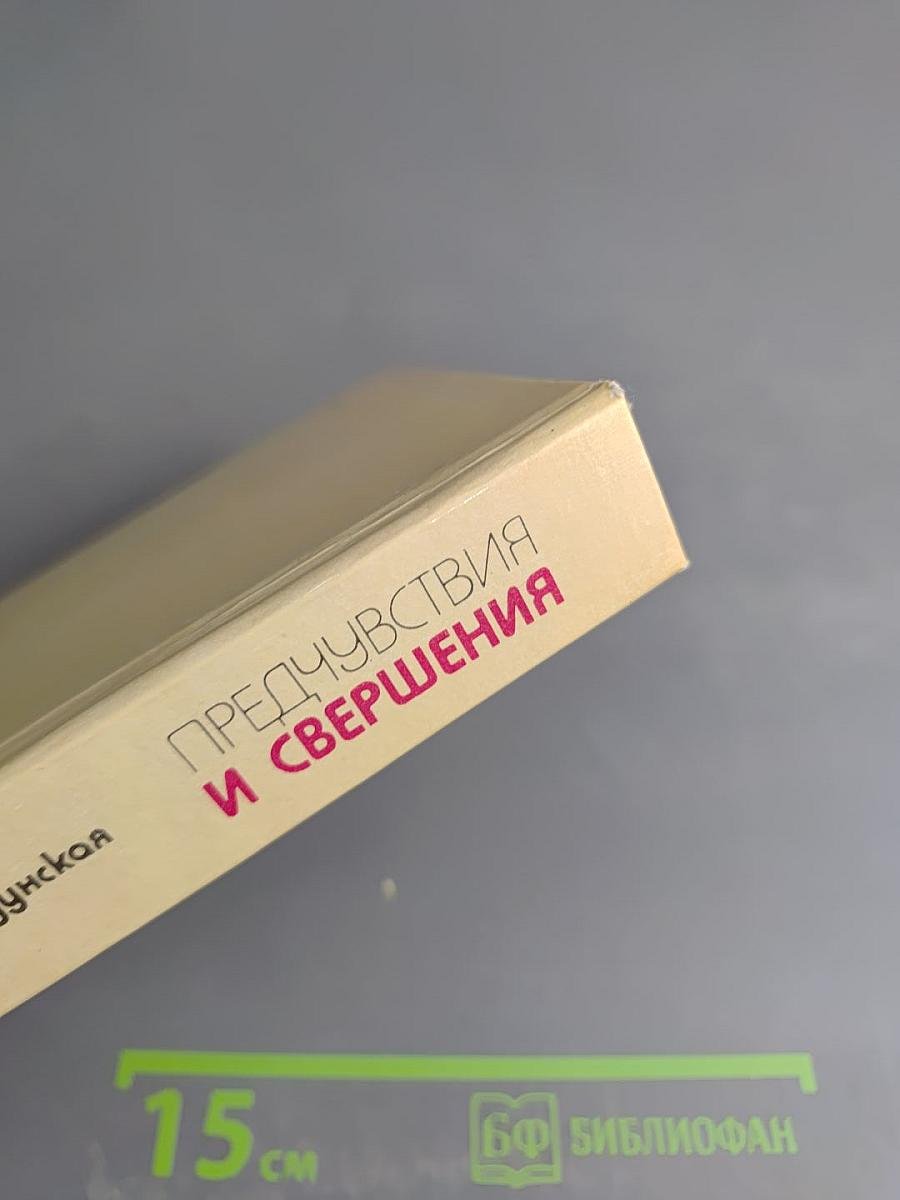 ПРЕДЧУВСТВИЯ
И СВЕРШЕНИЯ
15 см
БФ БИБЛИОФАН